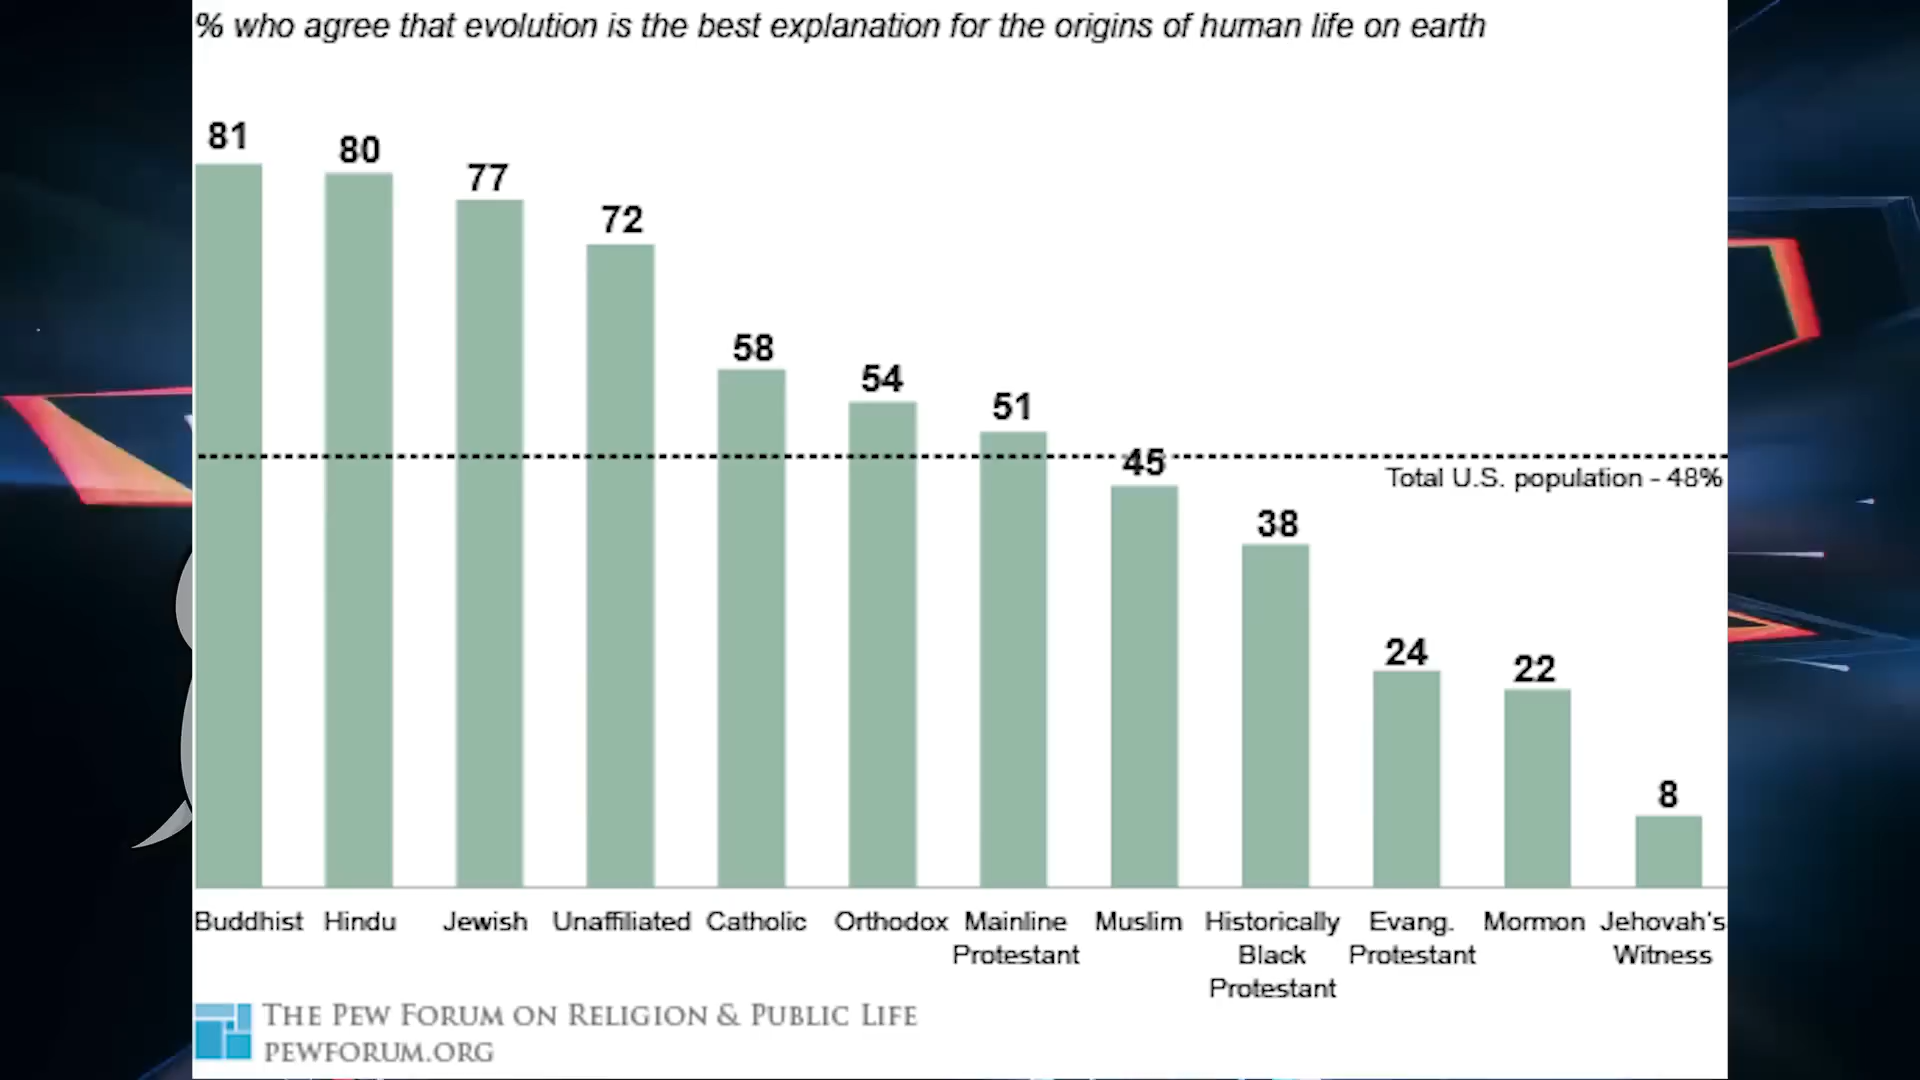 % who agree that evolution is the best explanation for the origins of human life on earth
81
80
77
72
58
54
51
45
38
24
22
8
Total U.S. population - 48%
Buddhist
Hindu
Jewish
Unaffiliated
Catholic
Orthodox
Mainline
Protestant
Muslim
Historically
Black
Protestant
Evang.
Protestant
Mormon
Jehovah's
Witness
THE PEW FORUM ON RELIGION & PUBLIC LIFE
PEWFORUM.ORG